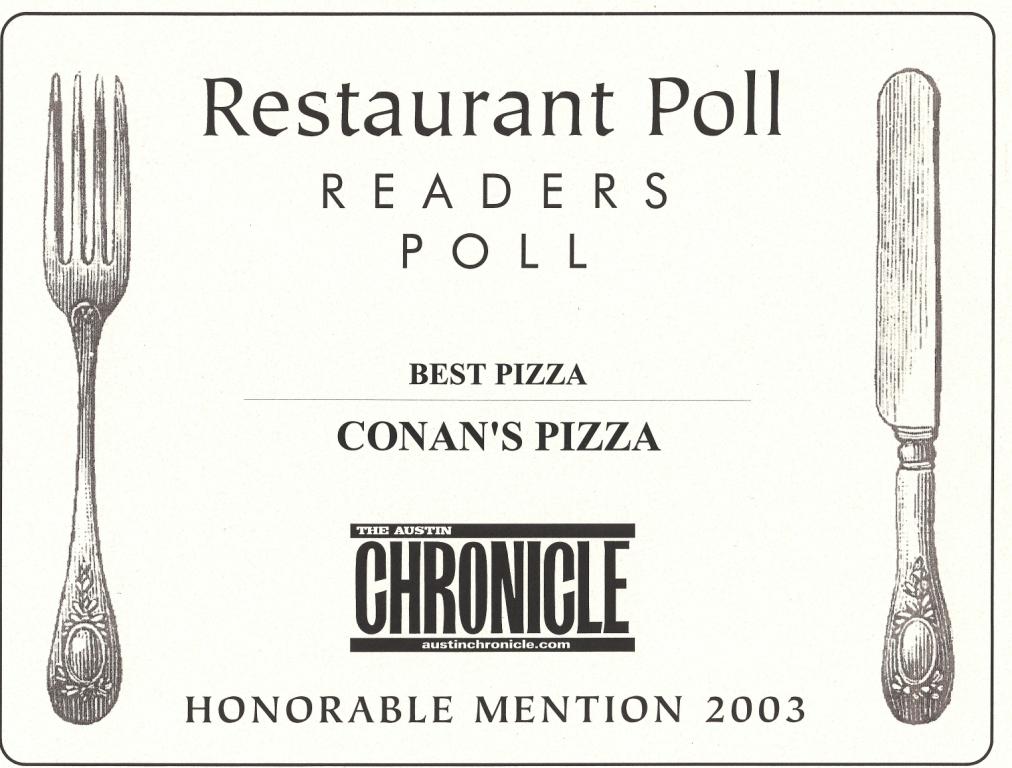 Restaurant Poll
READERS
POLL
BEST PIZZA
CONAN'S PIZZA
THE AUSTIN
CHRONICLE
austinchronicle.com
HONORABLE MENTION 2003